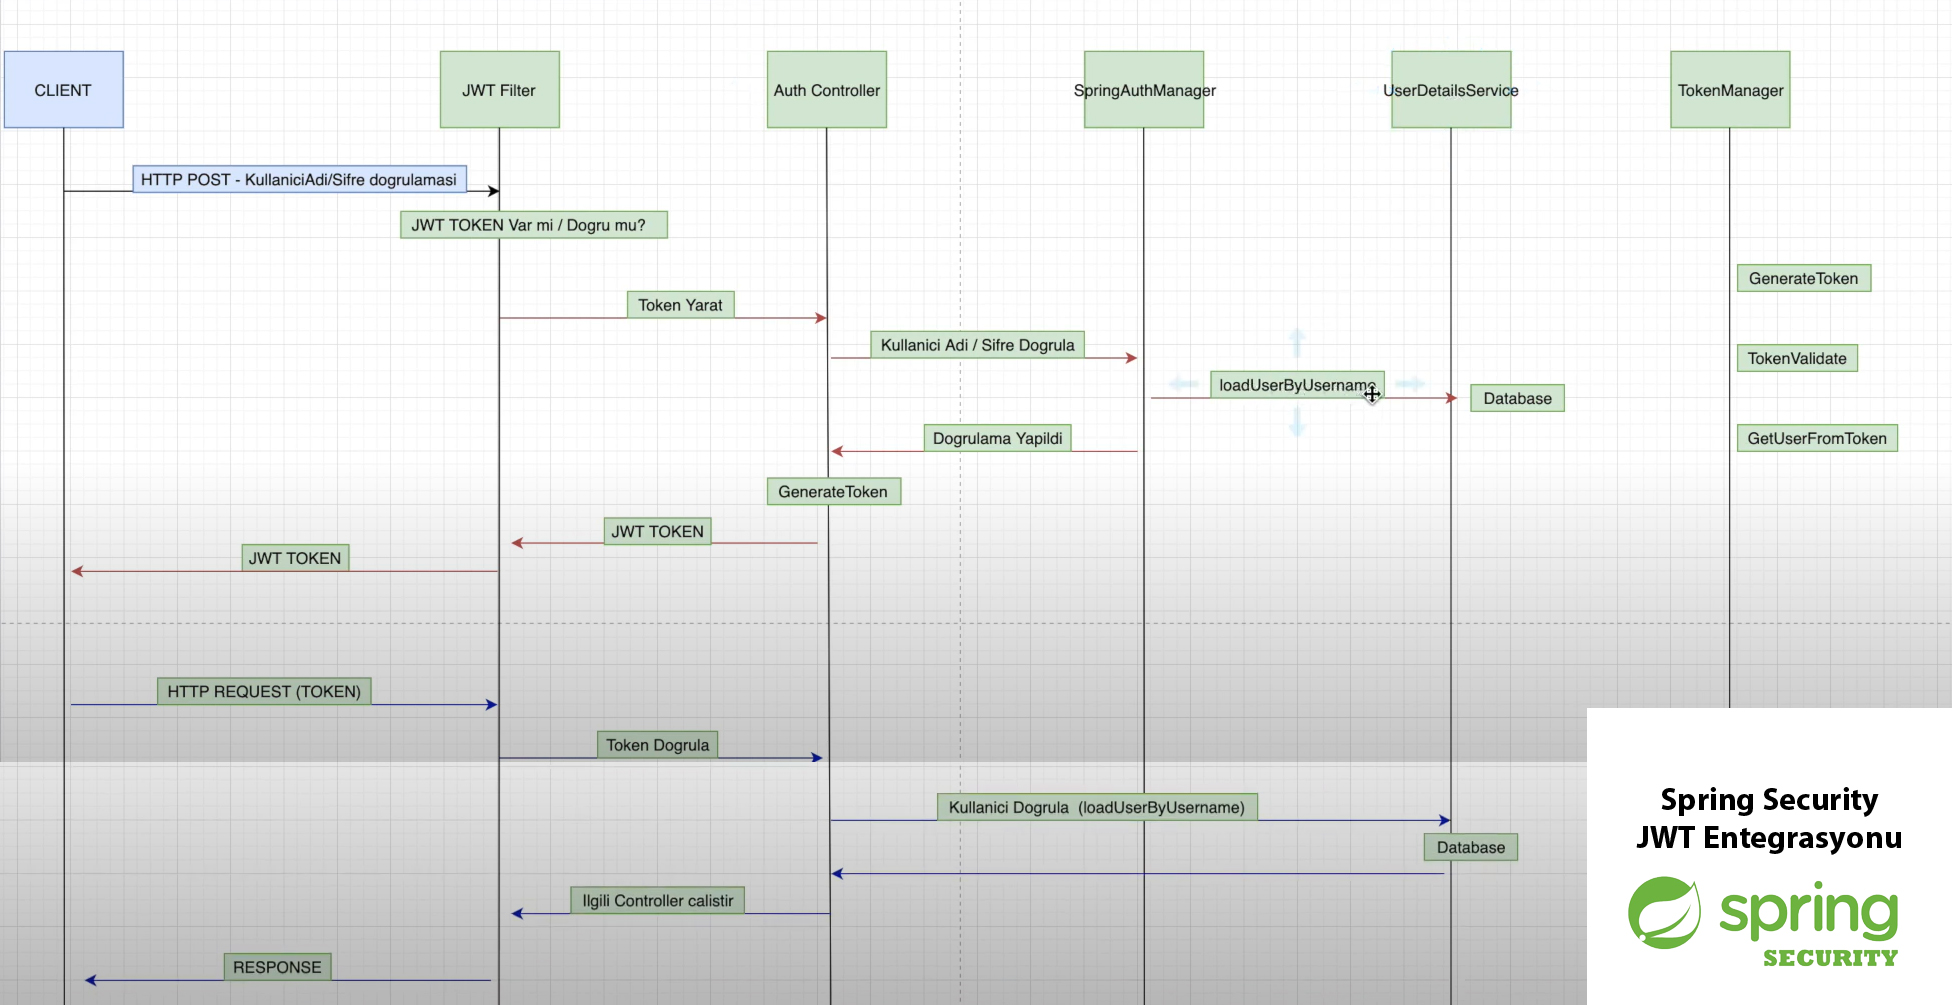 CLIENT
JWT Filter
Auth Controller
SpringAuthManager
UserDetailsService
TokenManager
HTTP POST - KullaniciAdi/Sifre dogrulamasi
JWT TOKEN Var mi / Dogru mu?
GenerateToken
Token Yarat
Kullanici Adi / Sifre Dogrula
TokenValidate
loadUserByUsername
Database
Dogrulama Yapildi
GetUserFromToken
GenerateToken
JWT TOKEN
JWT TOKEN
HTTP REQUEST (TOKEN)
Token Dogrula
Kullanici Dogrula (loadUserByUsername)
Database
Ilgili Controller calistir
RESPONSE
Spring Security
JWT Entegrasyonu
spring
SECURITY